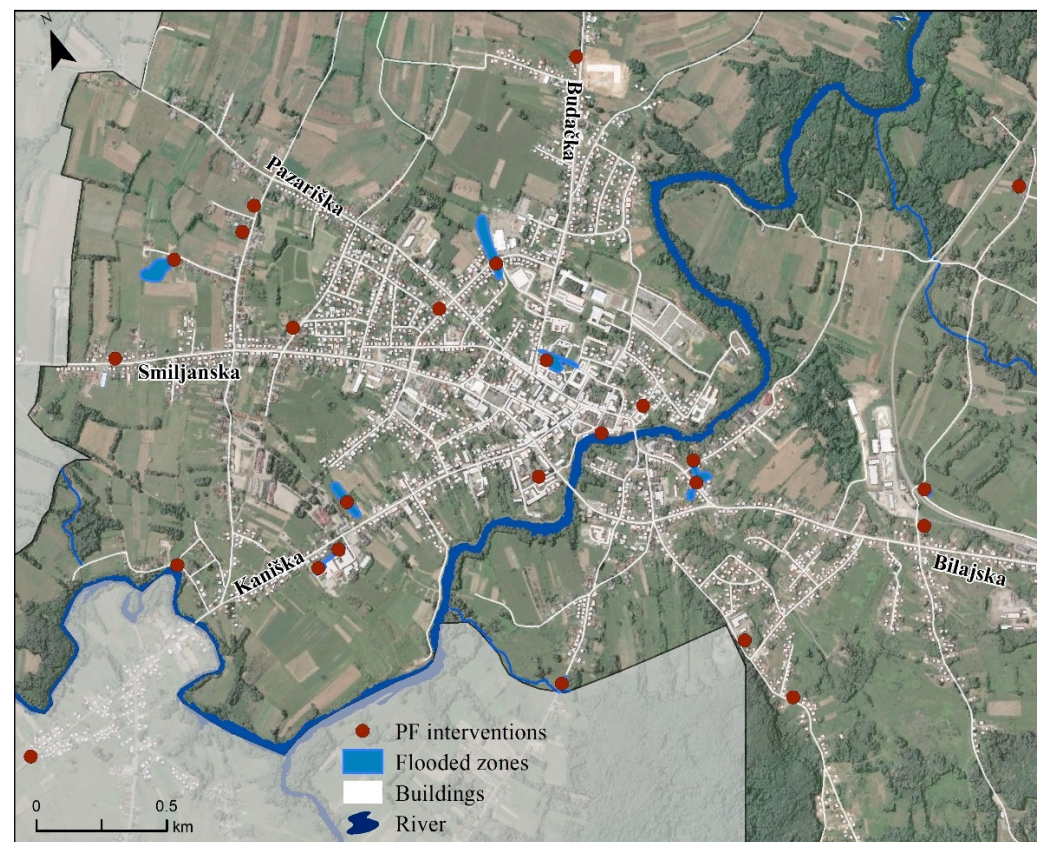 N
Budačka
Pazariška
Smiljanska
Kaniška
Bilajska
PF interventions
Flooded zones
Buildings
River
0 0.5
km